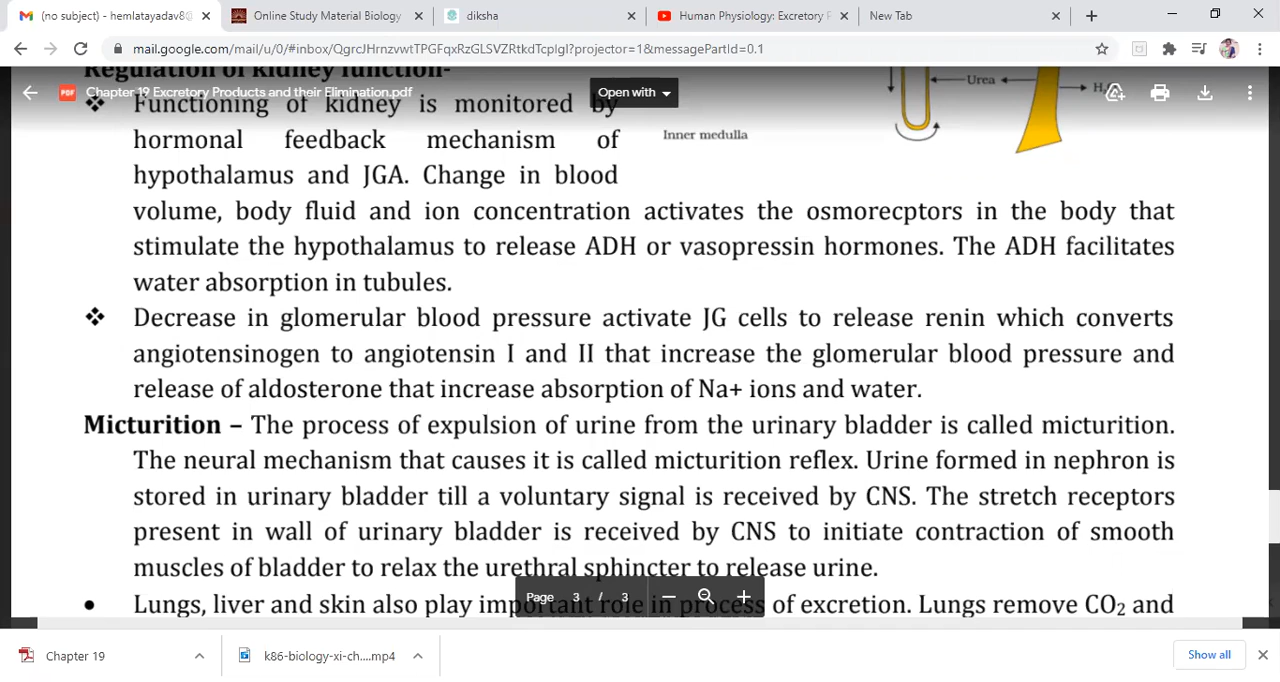 (no subject) - hemlatayadav8@
Online Study Material Biology
diksha
Human Physiology: Excretory P
New Tab
mail.google.com/mail/u/0/#inbox/QgrcJHrnzvwtTPGFqxRzGLSVZRtkdTcplgl?projector=1&messagePartId=0.1
Regulation of kidney function-
PDF
Chapter 19 Excretory Products and their Elimination.pdf
Open with
Urea
H
❖ Functioning of kidney is monitored by
hormonal feedback mechanism of
Inner medulla
hypothalamus and JGA. Change in blood
volume, body fluid and ion concentration activates the osmorecptors in the body that
stimulate the hypothalamus to release ADH or vasopressin hormones. The ADH facilitates
water absorption in tubules.
❖ Decrease in glomerular blood pressure activate JG cells to release renin which converts
angiotensinogen to angiotensin I and II that increase the glomerular blood pressure and
release of aldosterone that increase absorption of Na+ ions and water.
Micturition – The process of expulsion of urine from the urinary bladder is called micturition.
The neural mechanism that causes it is called micturition reflex. Urine formed in nephron is
stored in urinary bladder till a voluntary signal is received by CNS. The stretch receptors
present in wall of urinary bladder is received by CNS to initiate contraction of smooth
muscles of bladder to relax the urethral sphincter to release urine.
• Lungs, liver and skin also play important role in process of excretion. Lungs remove CO₂ and
Page 3 / 3
Chapter 19
k86-biology-xi-ch....mp4
Show all